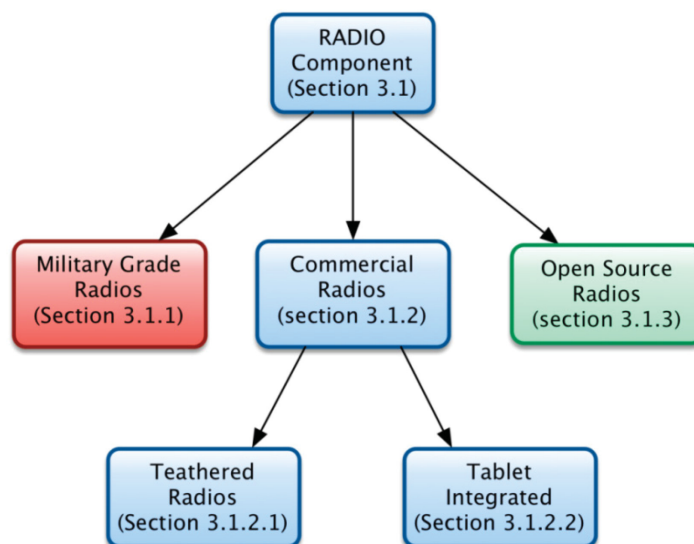 RADIO
Component
(Section 3.1)
Military Grade
Radios
(Section 3.1.1)
Commercial
Radios
(section 3.1.2)
Open Source
Radios
(section 3.1.3)
Teathered
Radios
(Section 3.1.2.1)
Tablet
Integrated
(Section 3.1.2.2)